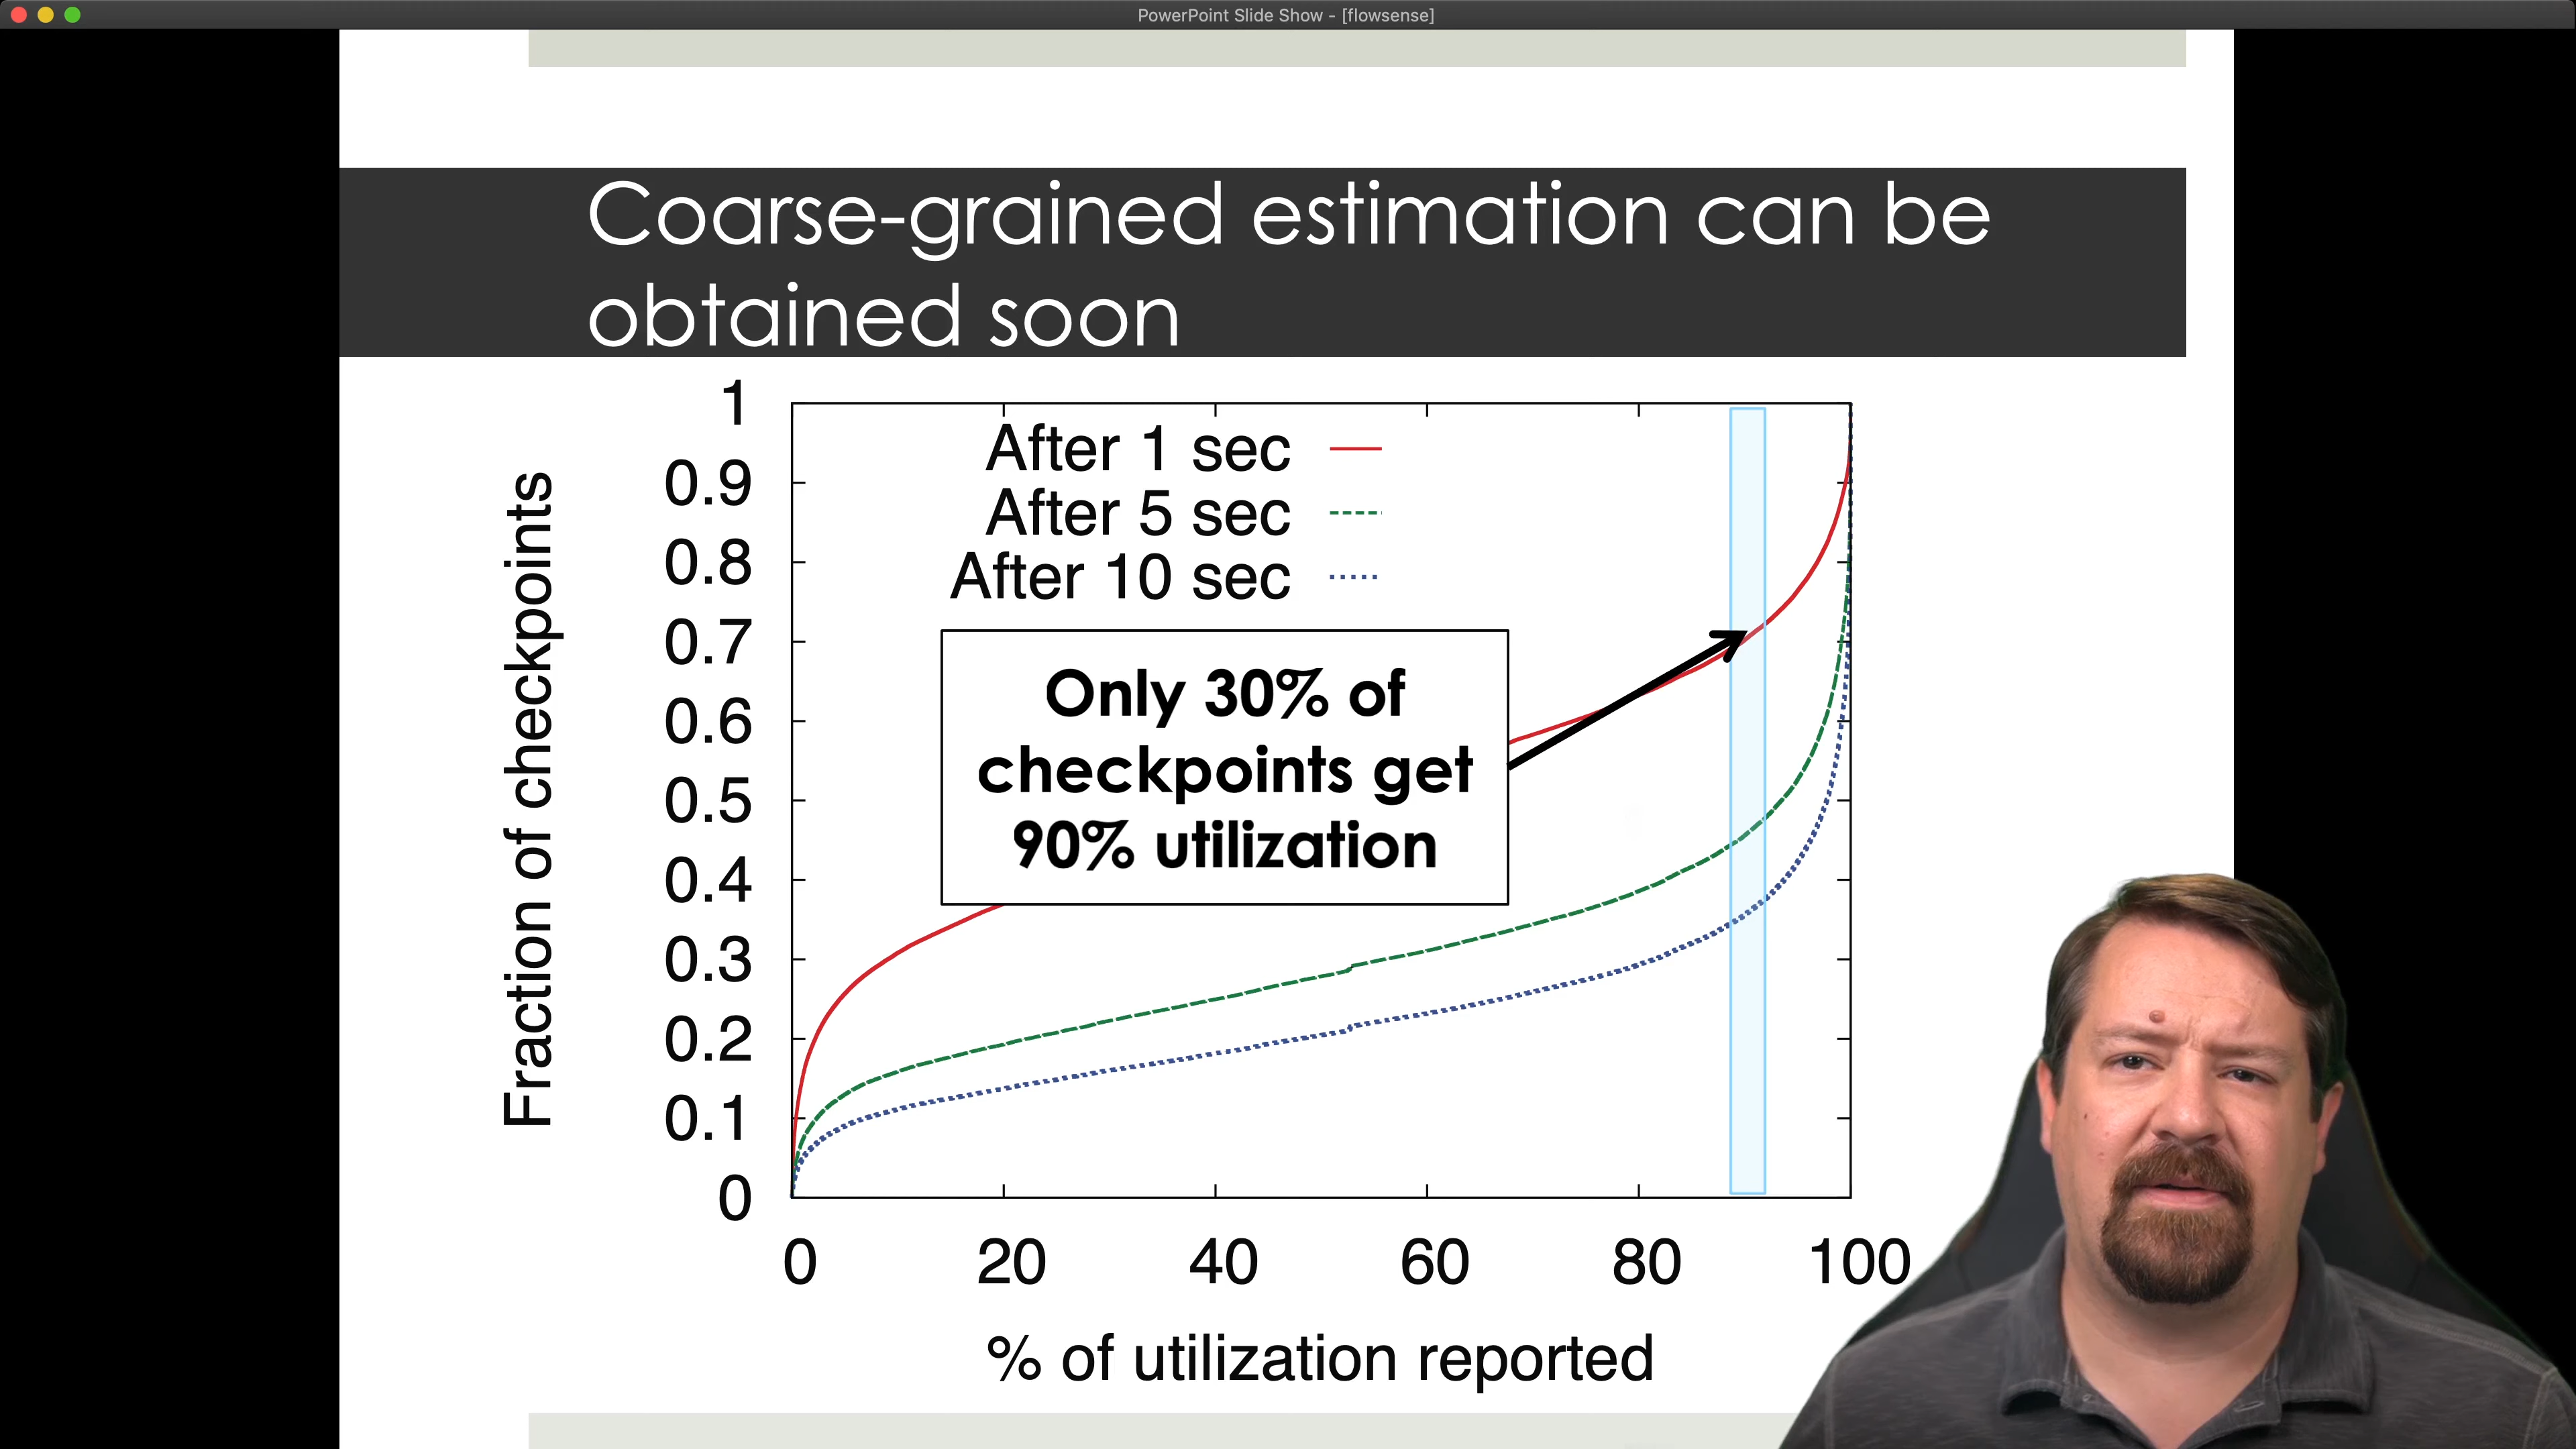 PowerPoint Slide Show - [flowsense]
Coarse-grained estimation can be
obtained soon
1
0.9
0.8
0.7
0.6
0.5
0.4
0.3
0.2
0.1
0
Fraction of checkpoints
After 1 sec
After 5 sec
After 10 sec
Only 30% of
checkpoints get
90% utilization
0 20 40 60 80 100
% of utilization reported